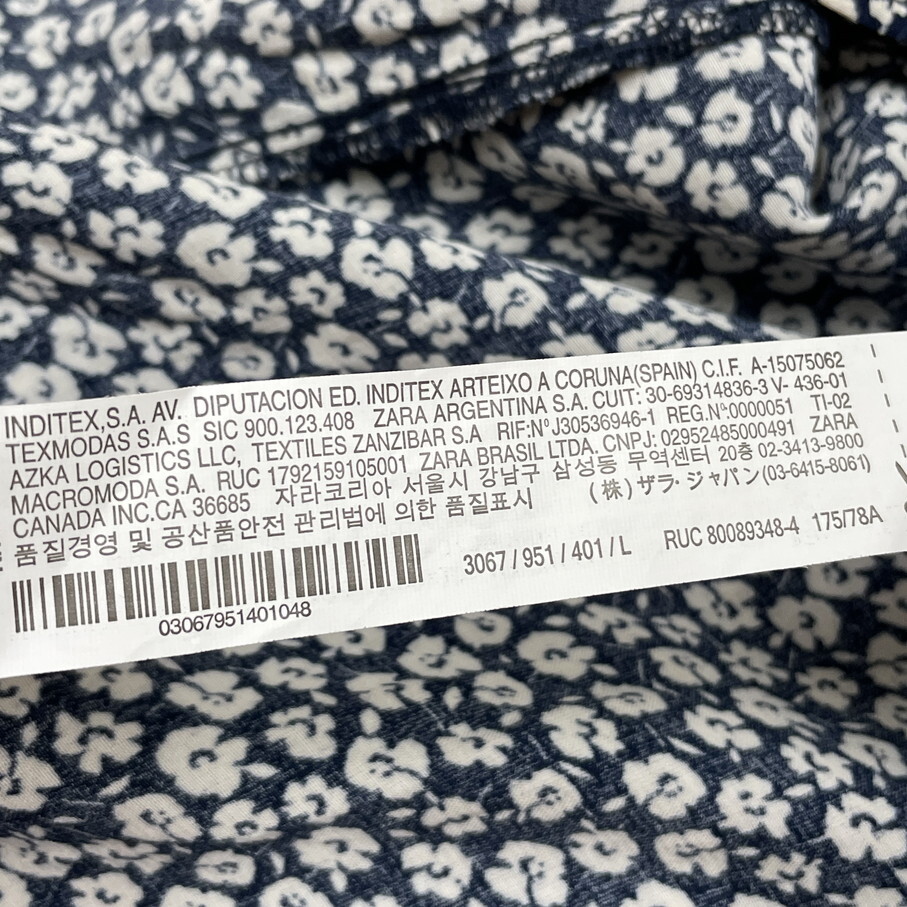 INDITEX,S.A. AV. DIPUTACION ED. INDITEX ARTEIXO A CORUNA(SPAIN) C.I.F. A-15075062
TEXMODAS S.A.S SIC 900.123.408 ZARA ARGENTINA S.A. CUIT: 30-69314836-3 V- 436-01
AZKA LOGISTICS LLC, TEXTILES ZANZIBAR S.A RIF:N° J30536946-1 REG.Nº:0000051 TI-02
MACROMODA S.A. RUC 1792159105001 ZARA BRASIL LTDA. CNPJ: 02952485000491 ZARA
CANADA INC.CA 36685 자라코리아 서울시 강남구 삼성동 무역센터 20층 02-3413-9800
품질경영 및 공산품안전 관리법에 의한 품질표시 (株)ザラ・ジャパン(03-6415-8061)
3067 / 951 / 401 / L RUC 80089348-4 175/78A
03067951401048